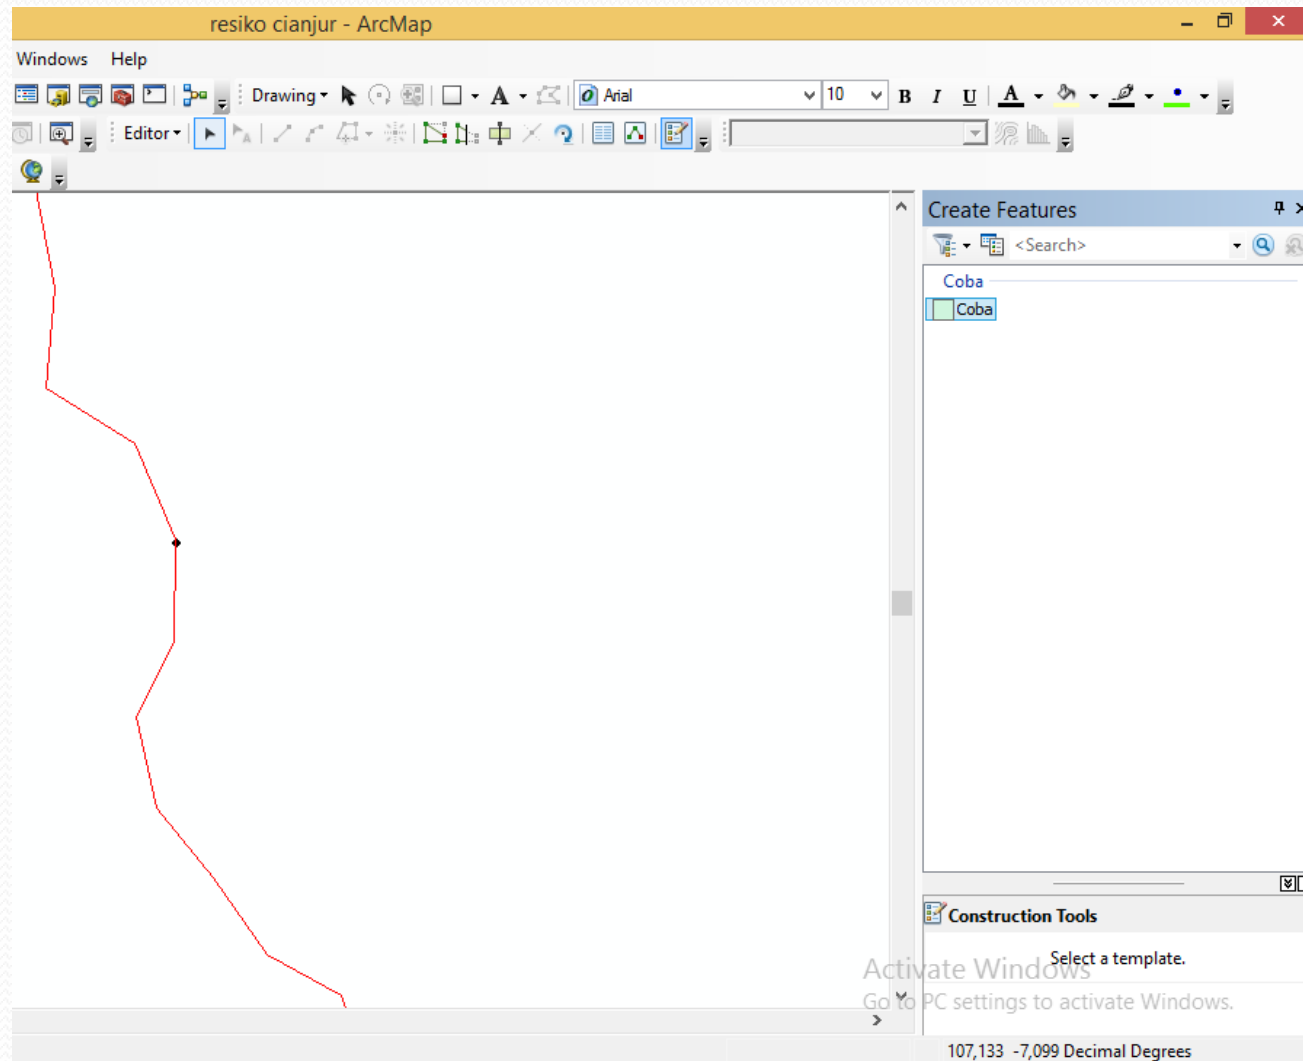 resiko cianjur - ArcMap
Windows Help
Drawing A Arial 10 B I U A
Editor
Create Features
<Search>
Coba
Coba
Construction Tools
Select a template.
Activate Windows
Go to PC settings to activate Windows.
107,133 -7,099 Decimal Degrees